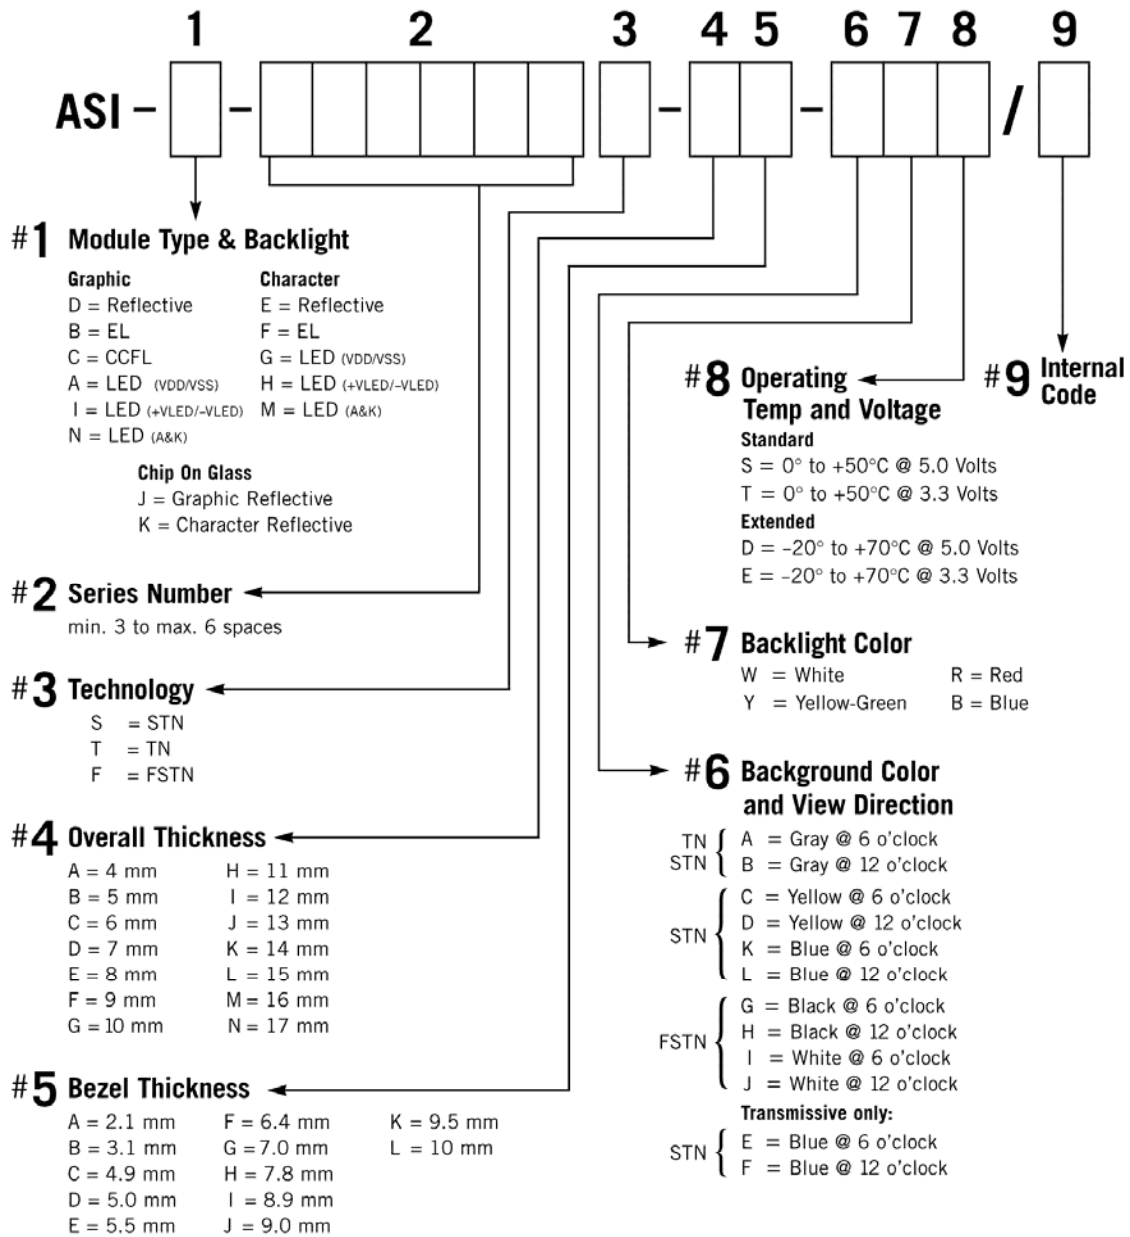 1 2 3 4 5 6 7 8 9
ASI – – – – /
#1 Module Type & Backlight
Graphic Character
D = Reflective E = Reflective
B = EL F = EL
C = CCFL G = LED (VDD/VSS)
A = LED (VDD/VSS) H = LED (+VLED/–VLED)
I = LED (+VLED/–VLED) M = LED (A&K)
N = LED (A&K)
Chip On Glass
J = Graphic Reflective
K = Character Reflective
#2 Series Number
min. 3 to max. 6 spaces
#3 Technology
S = STN
T = TN
F = FSTN
#4 Overall Thickness
A = 4 mm H = 11 mm
B = 5 mm I = 12 mm
C = 6 mm J = 13 mm
D = 7 mm K = 14 mm
E = 8 mm L = 15 mm
F = 9 mm M = 16 mm
G = 10 mm N = 17 mm
#5 Bezel Thickness
A = 2.1 mm F = 6.4 mm K = 9.5 mm
B = 3.1 mm G = 7.0 mm L = 10 mm
C = 4.9 mm H = 7.8 mm
D = 5.0 mm I = 8.9 mm
E = 5.5 mm J = 9.0 mm
#8 Operating
Temp and Voltage
Standard
S = 0° to +50°C @ 5.0 Volts
T = 0° to +50°C @ 3.3 Volts
Extended
D = –20° to +70°C @ 5.0 Volts
E = –20° to +70°C @ 3.3 Volts
#9 Internal
Code
#7 Backlight Color
W = White R = Red
Y = Yellow-Green B = Blue
#6 Background Color
and View Direction
TN A = Gray @ 6 o'clock
STN B = Gray @ 12 o'clock
C = Yellow @ 6 o'clock
D = Yellow @ 12 o'clock
STN
K = Blue @ 6 o'clock
L = Blue @ 12 o'clock
G = Black @ 6 o'clock
H = Black @ 12 o'clock
FSTN
I = White @ 6 o'clock
J = White @ 12 o'clock
Transmissive only:
STN
E = Blue @ 6 o'clock
F = Blue @ 12 o'clock